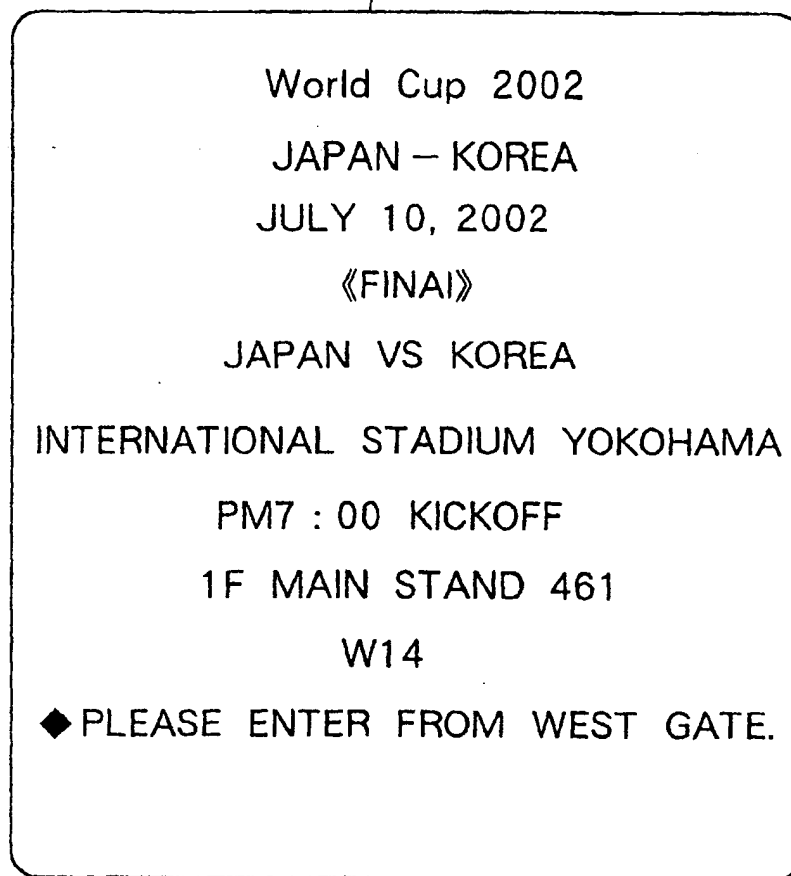 World Cup 2002
JAPAN – KOREA
JULY 10, 2002
《FINAI》
JAPAN VS KOREA
INTERNATIONAL STADIUM YOKOHAMA
PM7 : 00 KICKOFF
1F MAIN STAND 461
W14
◆PLEASE ENTER FROM WEST GATE.